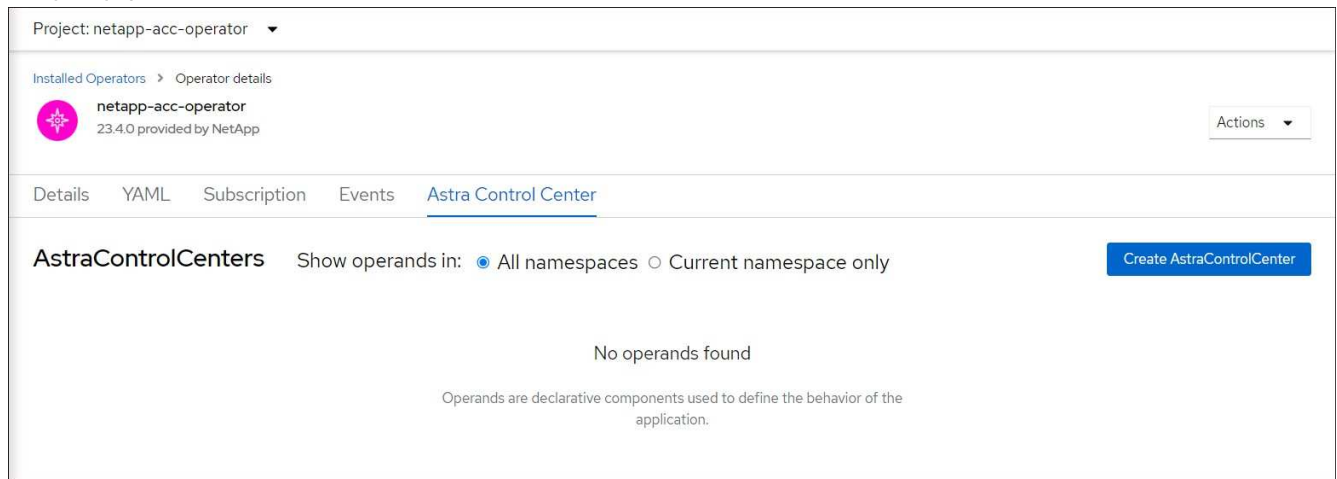 Project: netapp-acc-operator
Installed Operators > Operator details
netapp-acc-operator
23.4.0 provided by NetApp
Actions
Details YAML Subscription Events Astra Control Center
AstraControlCenters Show operands in: All namespaces Current namespace only Create AstraControlCenter
No operands found
Operands are declarative components used to define the behavior of the
application.